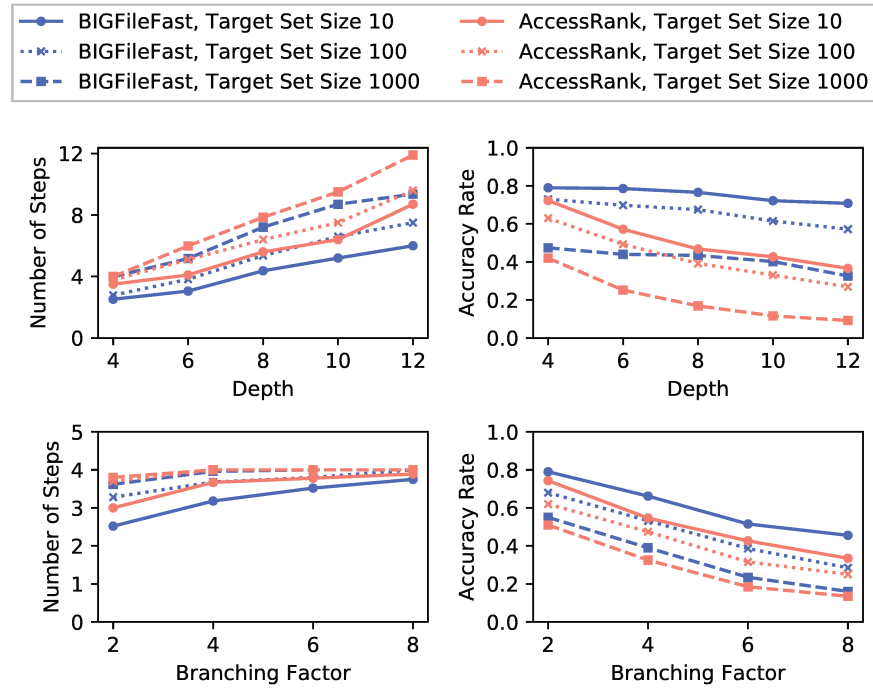 BIGFileFast, Target Set Size 10
AccessRank, Target Set Size 10
BIGFileFast, Target Set Size 100
AccessRank, Target Set Size 100
BIGFileFast, Target Set Size 1000
AccessRank, Target Set Size 1000
Number of Steps
12
8
4
0
4 6 8 10 12
Depth
Accuracy Rate
1.0
0.8
0.6
0.4
0.2
0.0
4 6 8 10 12
Depth
Number of Steps
5
4
3
2
1
0
2 4 6 8
Branching Factor
Accuracy Rate
1.0
0.8
0.6
0.4
0.2
0.0
2 4 6 8
Branching Factor